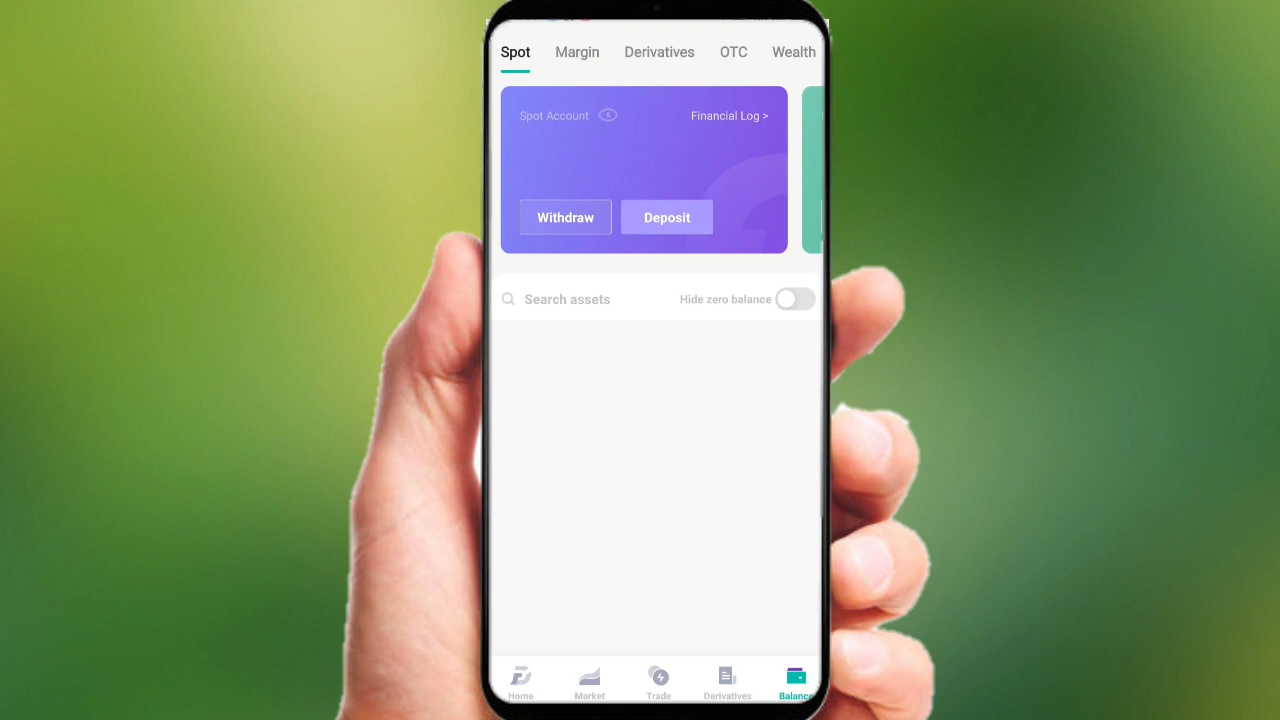 Spot Margin Derivatives OTC Wealth
Spot Account Financial Log >
Withdraw Deposit
Search assets Hide zero balance
Home Market Trade Derivatives Balance